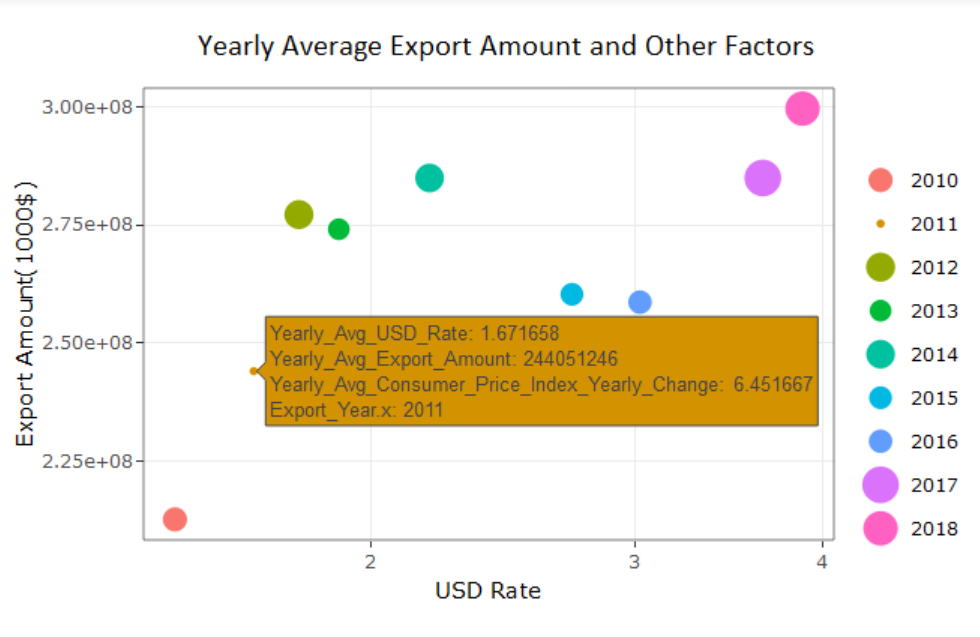 Yearly Average Export Amount and Other Factors
3.00e+08
2.75e+08
2.50e+08
2.25e+08
Export Amount( 1000$)
Yearly_Avg_USD_Rate: 1.671658
Yearly_Avg_Export_Amount: 244051246
Yearly_Avg_Consumer_Price_Index_Yearly_Change: 6.451667
Export_Year.x: 2011
2 3 4
USD Rate
2010
2011
2012
2013
2014
2015
2016
2017
2018